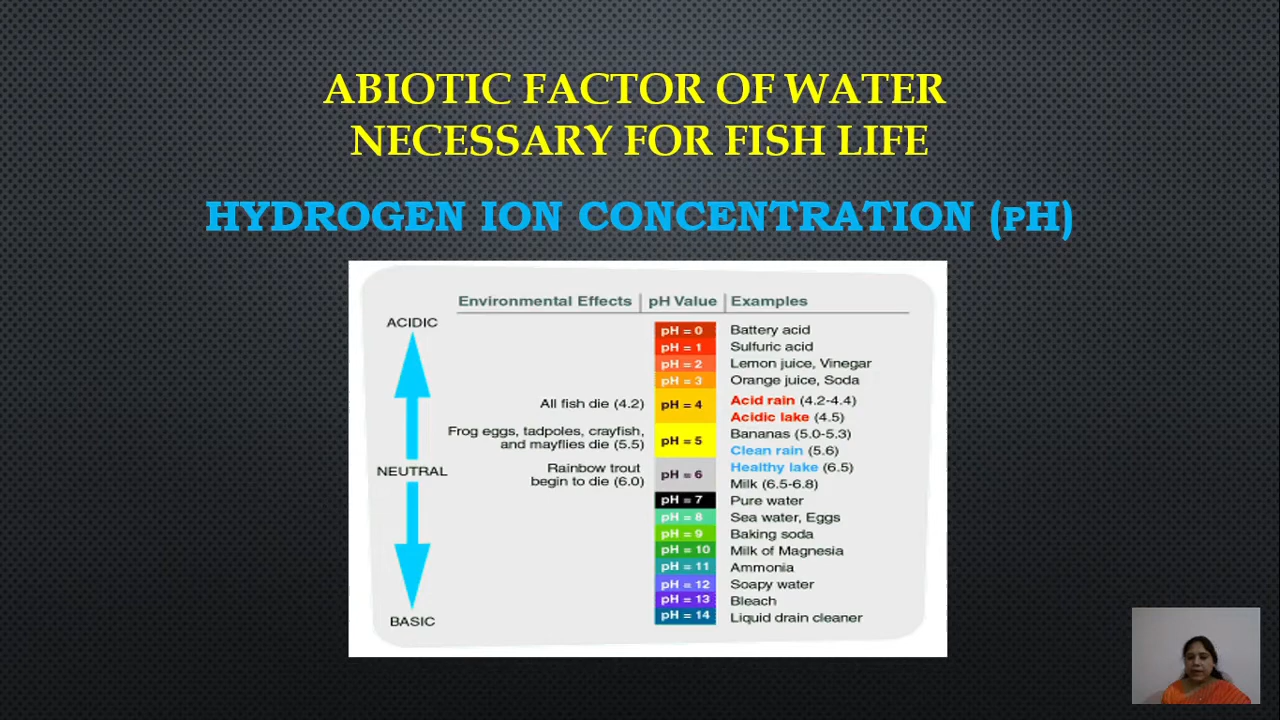 ABIOTIC FACTOR OF WATER
NECESSARY FOR FISH LIFE
HYDROGEN ION CONCENTRATION (PH)
Environmental Effects | pH Value | Examples
ACIDIC
pH = 0 Battery acid
pH = 1 Sulfuric acid
pH = 2 Lemon juice, Vinegar
pH = 3 Orange juice, Soda
All fish die (4.2) pH = 4 Acid rain (4.2-4.4)
Acidic lake (4.5)
Frog eggs, tadpoles, crayfish,
and mayflies die (5.5) pH = 5 Bananas (5.0-5.3)
Clean rain (5.6)
NEUTRAL
Rainbow trout
begin to die (6.0) pH = 6 Healthy lake (6.5)
Milk (6.5-6.8)
pH = 7 Pure water
pH = 8 Sea water, Eggs
pH = 9 Baking soda
pH = 10 Milk of Magnesia
pH = 11 Ammonia
pH = 12 Soapy water
pH = 13 Bleach
pH = 14 Liquid drain cleaner
BASIC